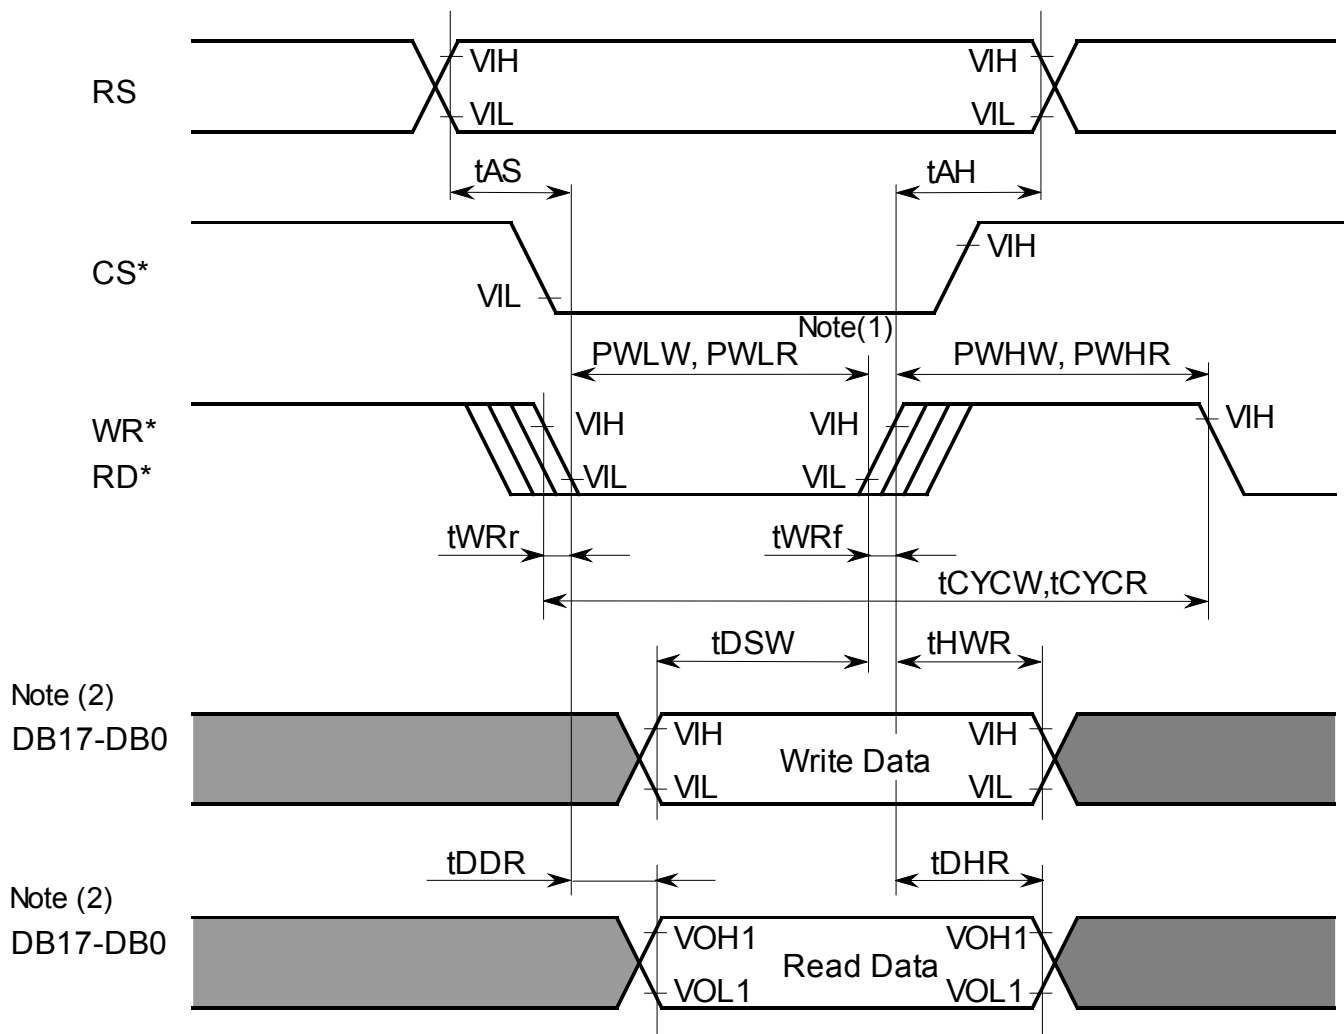 RS
VIH
VIH
VIL
VIL
tAS
tAH
CS*
VIL
VIH
Note(1)
PWLW, PWLR
PWHW, PWHR
WR*
VIH
VIH
VIH
RD*
VIL
VIL
tWRr
tWRf
tCYCW,tCYCR
tDSW
tHWR
Note (2)
DB17-DB0
VIH
VIH
Write Data
VIL
VIL
tDDR
tDHR
Note (2)
DB17-DB0
VOH1
VOH1
Read Data
VOL1
VOL1